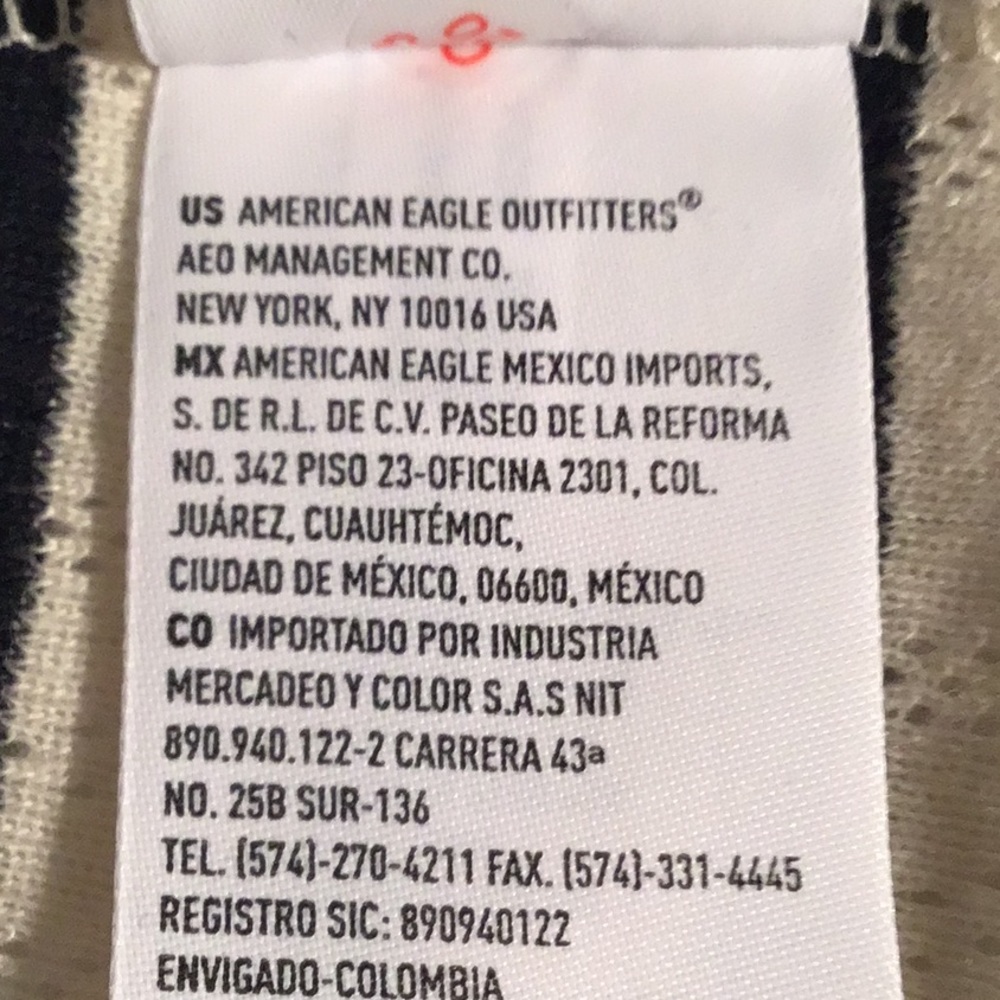 US AMERICAN EAGLE OUTFITTERS®
AEO MANAGEMENT CO.
NEW YORK, NY 10016 USA
MX AMERICAN EAGLE MEXICO IMPORTS,
S. DE R.L. DE C.V. PASEO DE LA REFORMA
NO. 342 PISO 23-OFICINA 2301, COL.
JUÁREZ, CUAUHTÉMOC,
CIUDAD DE MÉXICO, 06600, MÉXICO
CO IMPORTADO POR INDUSTRIA
MERCADEO Y COLOR S.A.S NIT
890.940.122-2 CARRERA 43ª
NO. 25B SUR-136
TEL. (574)-270-4211 FAX. (574)-331-4445
REGISTRO SIC: 890940122
ENVIGADO-COLOMBIA